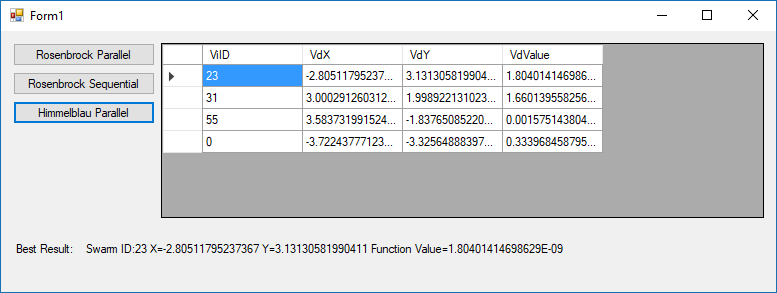 Form1
Rosenbrock Parallel
Rosenbrock Sequential
Himmelblau Parallel
ViID VdX VdY VdValue
23 -2.80511795237... 3.131305819904... 1.804014146986...
31 3.000291260312... 1.998922131023... 1.660139558256...
55 3.583731991524... -1.83765085220... 0.001575143804...
0 -3.72243777123... -3.32564888397... 0.333968458795...
Best Result: Swarm ID:23 X=-2.80511795237367 Y=3.13130581990411 Function Value=1.80401414698629E-09